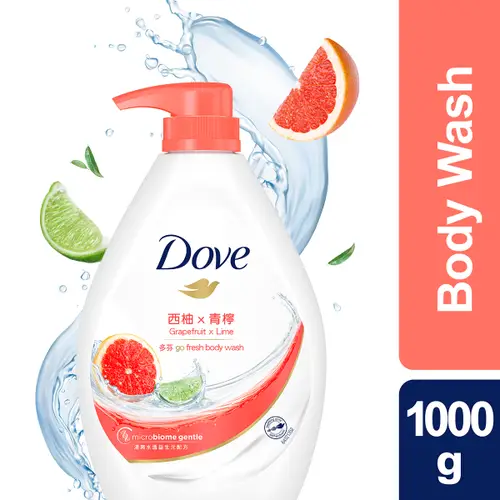 Dove
西柚 x 青檸
Grapefruit x Lime
多芬 go fresh body wash
microbiome gentle
Body Wash
1000
g